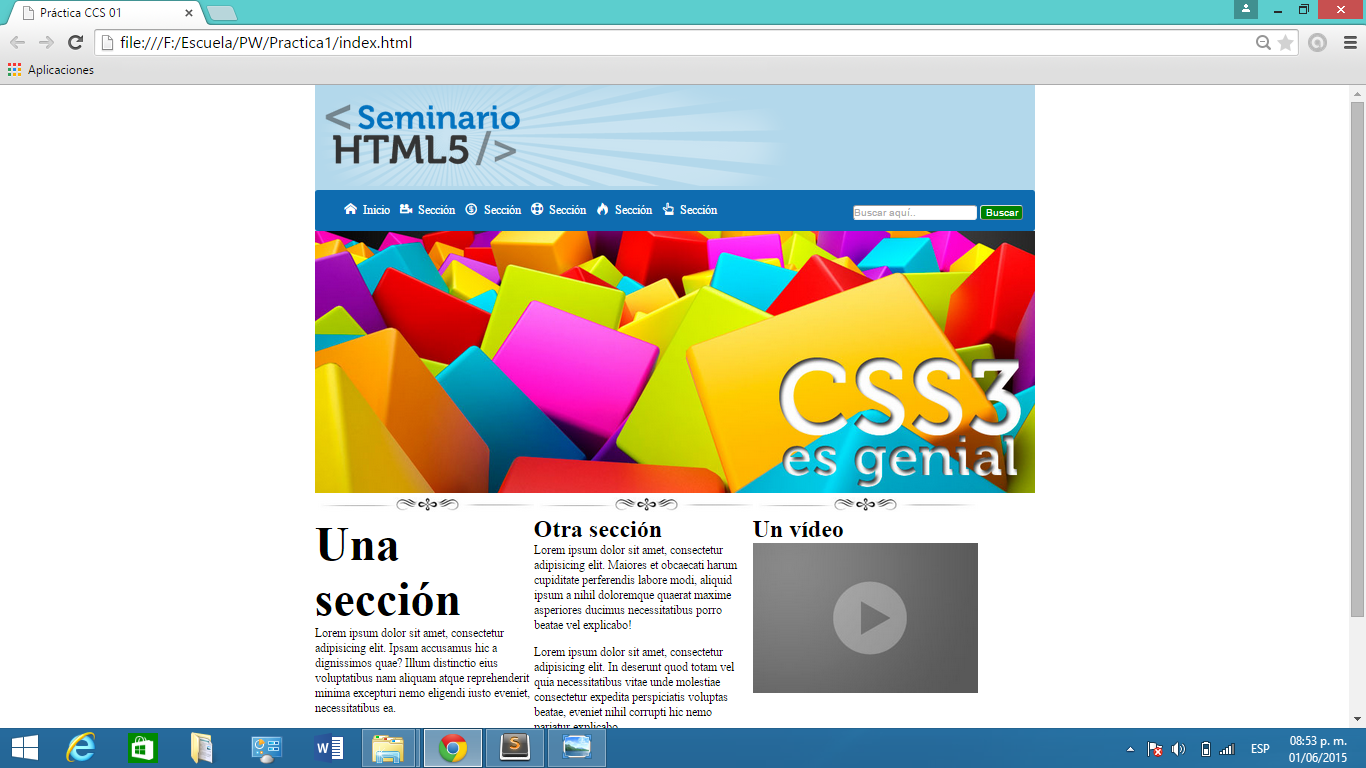 Práctica CCS 01
file:///F:/Escuela/PW/Practica1/index.html
Aplicaciones
< Seminario
HTML5 />
Inicio Sección Sección Sección Sección Sección
Buscar aquí.. Buscar
CSS3
es genial
Una
sección
Lorem ipsum dolor sit amet, consectetur
adipisicing elit. Ipsam accusamus hic a
dignissimos quae? Illum distinctio eius
voluptatibus nam aliquam atque reprehenderit
minima excepturi nemo eligendi iusto eveniet,
necessitatibus ea.
Otra sección
Lorem ipsum dolor sit amet, consectetur
adipisicing elit. Maiores et obcaecati harum
cupiditate perferendis labore modi, aliquid
ipsum a nihil doloremque quaerat maxime
asperiores ducimus necessitatibus porro
beatae vel explicabo!
Lorem ipsum dolor sit amet, consectetur
adipisicing elit. In deserunt quod totam vel
quia necessitatibus vitae unde molestiae
consectetur expedita perspiciatis voluptas
beatae, eveniet nihil corrupti hic nemo
pariatur explicabo
Un vídeo
ESP
08:53 p. m.
01/06/2015